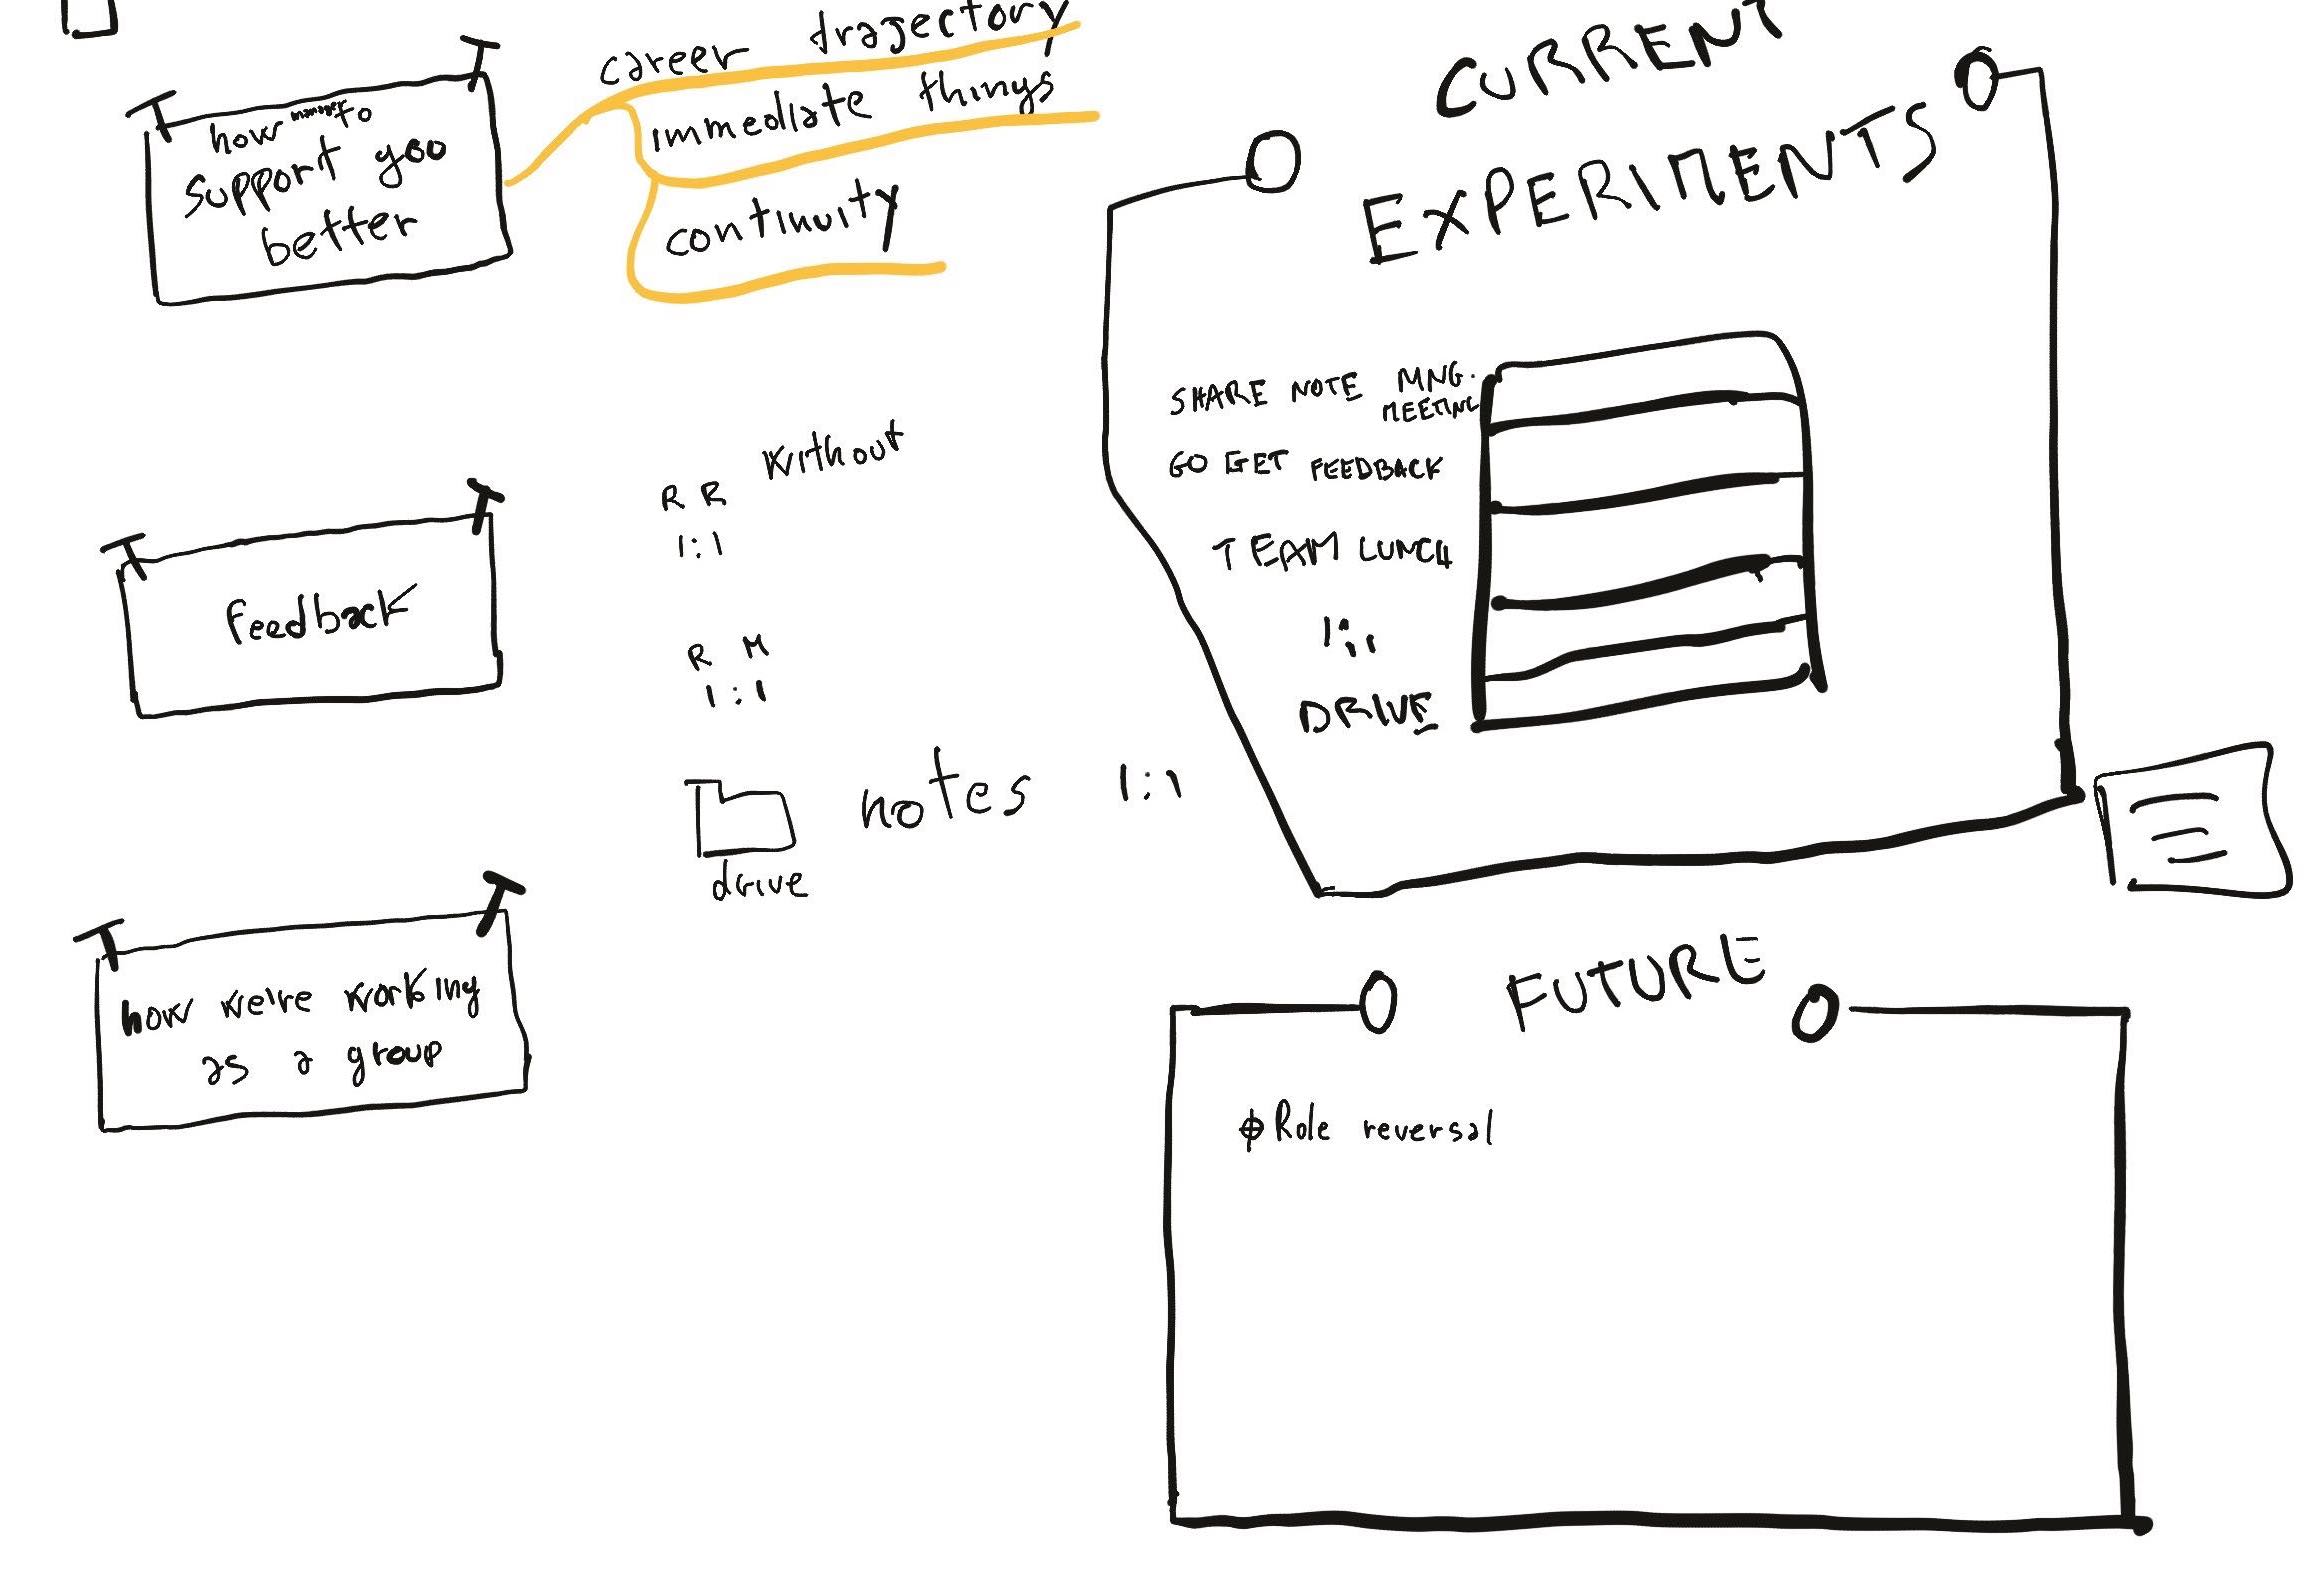 how manager to
support you
better
career trajectory
immediate things
continuity
feedback
R R without
1:1
R M
1:1
drive
notes 1:1
how we're working
as a group
CURRENT
EXPERIMENTS
SHARE NOTE MNG.
MEETING
GO GET FEEDBACK
TEAM LUNCH
1:1
DRIVE
FUTURE
Role reversal